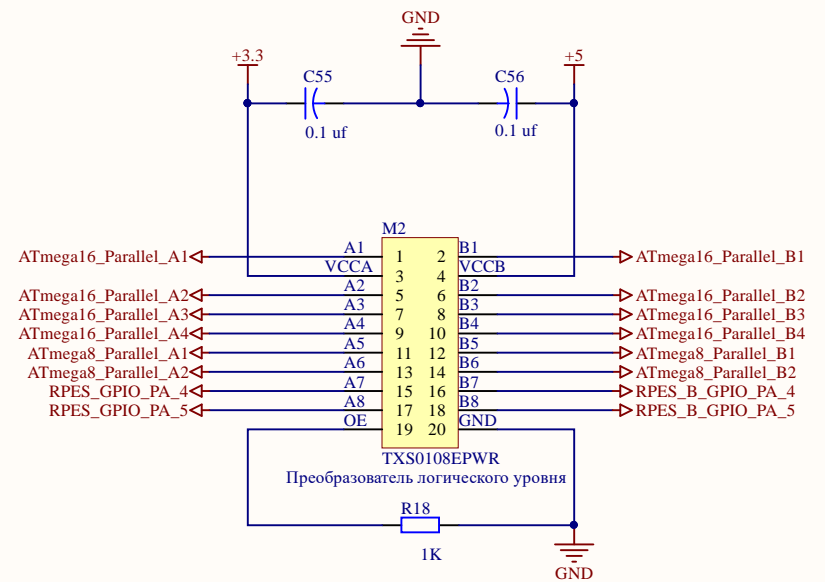 GND
+3.3
+5
C55
C56
0.1 uf
0.1 uf
M2
ATmega16_Parallel_A1 A1 1 2 B1 ATmega16_Parallel_B1
VCCA 3 4 VCCB
ATmega16_Parallel_A2 A2 5 6 B2 ATmega16_Parallel_B2
ATmega16_Parallel_A3 A3 7 8 B3 ATmega16_Parallel_B3
ATmega16_Parallel_A4 A4 9 10 B4 ATmega16_Parallel_B4
ATmega8_Parallel_A1 A5 11 12 B5 ATmega8_Parallel_B1
ATmega8_Parallel_A2 A6 13 14 B6 ATmega8_Parallel_B2
RPES_GPIO_PA_4 A7 15 16 B7 RPES_B_GPIO_PA_4
RPES_GPIO_PA_5 A8 17 18 B8 RPES_B_GPIO_PA_5
OE 19 20 GND
TXS0108EPWR
Преобразователь логического уровня
R18
1K
GND